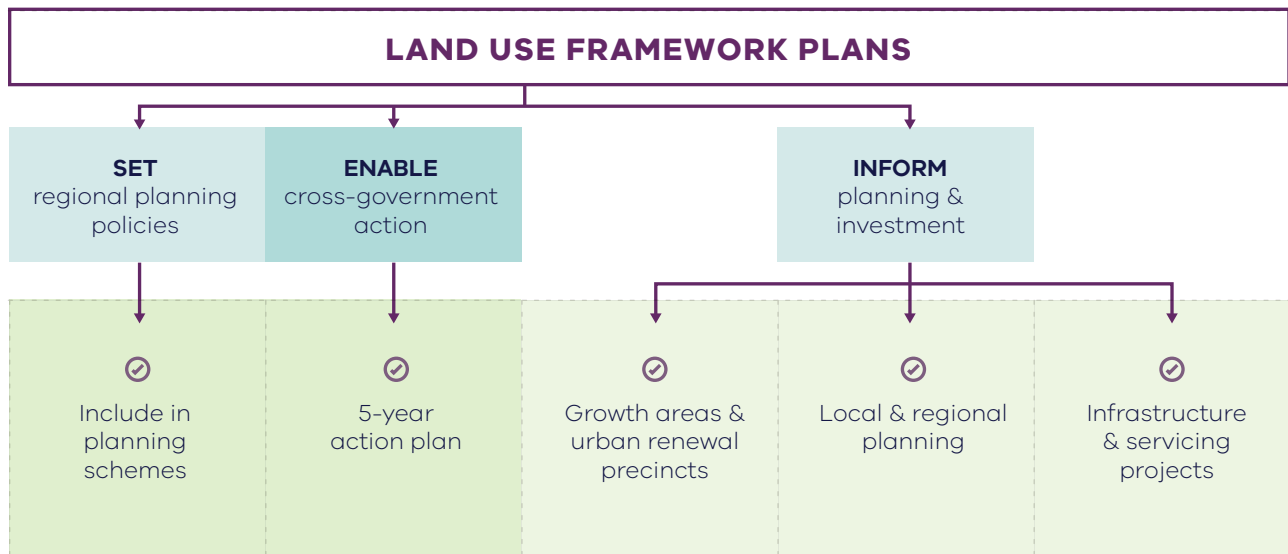 LAND USE FRAMEWORK PLANS
SET
regional planning
policies
ENABLE
cross-government
action
INFORM
planning &
investment
Include in
planning
schemes
5-year
action plan
Growth areas &
urban renewal
precincts
Local & regional
planning
Infrastructure
& servicing
projects